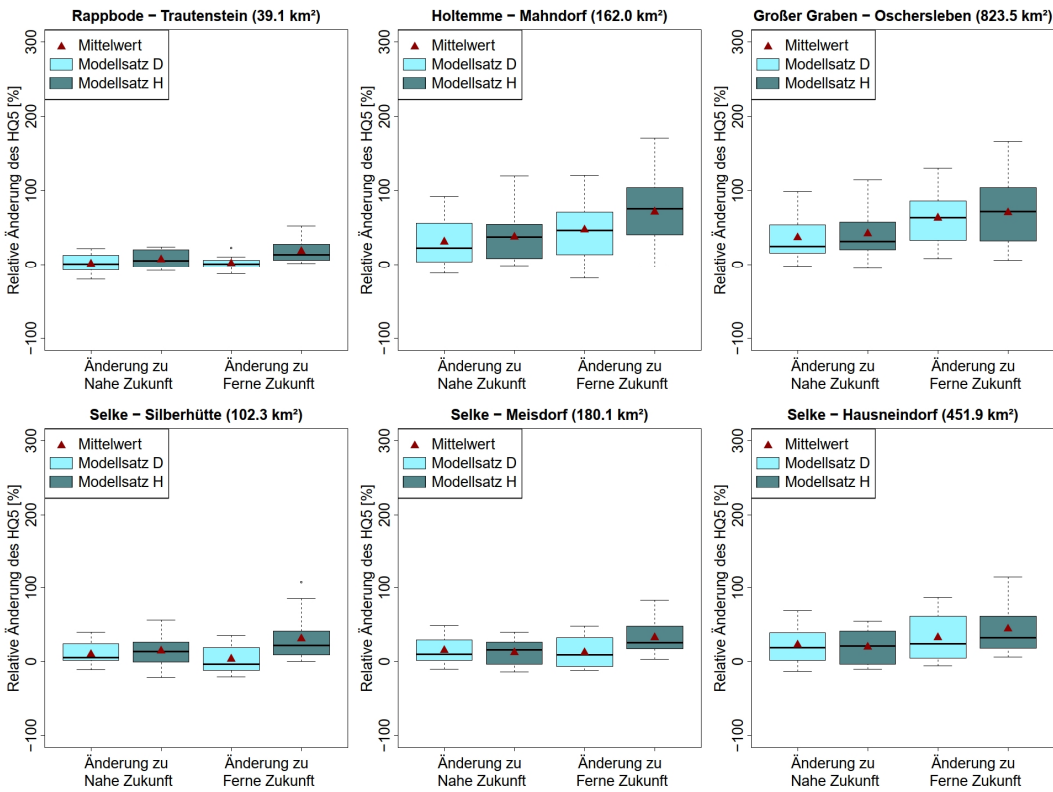 Rappbode − Trautenstein (39.1 km²)
Relative Änderung des HQ5 [%]
300
200
100
0
−100
Mittelwert
Modellsatz D
Modellsatz H
Änderung zu
Nahe Zukunft
Änderung zu
Ferne Zukunft
Holtemme − Mahndorf (162.0 km²)
Relative Änderung des HQ5 [%]
300
200
100
0
−100
Mittelwert
Modellsatz D
Modellsatz H
Änderung zu
Nahe Zukunft
Änderung zu
Ferne Zukunft
Großer Graben − Oschersleben (823.5 km²)
Relative Änderung des HQ5 [%]
300
200
100
0
−100
Mittelwert
Modellsatz D
Modellsatz H
Änderung zu
Nahe Zukunft
Änderung zu
Ferne Zukunft
Selke − Silberhütte (102.3 km²)
Relative Änderung des HQ5 [%]
300
200
100
0
−100
Mittelwert
Modellsatz D
Modellsatz H
Änderung zu
Nahe Zukunft
Änderung zu
Ferne Zukunft
Selke − Meisdorf (180.1 km²)
Relative Änderung des HQ5 [%]
300
200
100
0
−100
Mittelwert
Modellsatz D
Modellsatz H
Änderung zu
Nahe Zukunft
Änderung zu
Ferne Zukunft
Selke − Hausneindorf (451.9 km²)
Relative Änderung des HQ5 [%]
300
200
100
0
−100
Mittelwert
Modellsatz D
Modellsatz H
Änderung zu
Nahe Zukunft
Änderung zu
Ferne Zukunft